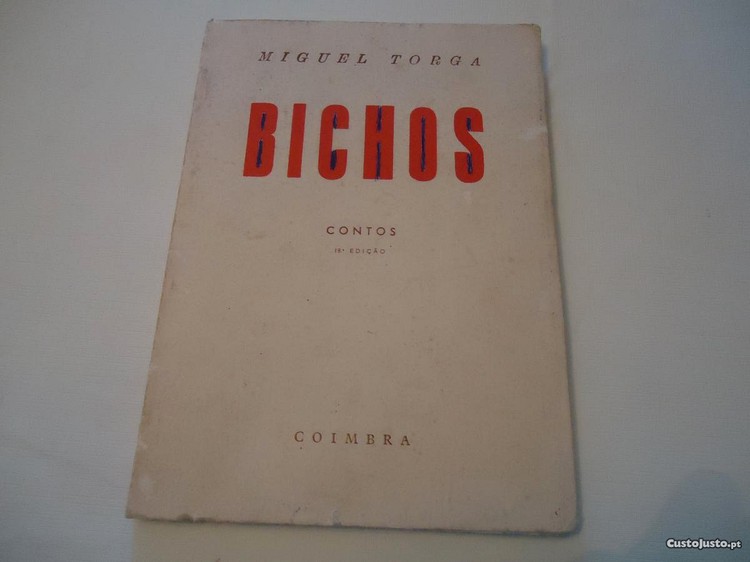 MIGUEL TORGA
BICHOS
CONTOS
EDIÇÃO
COIMBRA
CustoJusto.pt